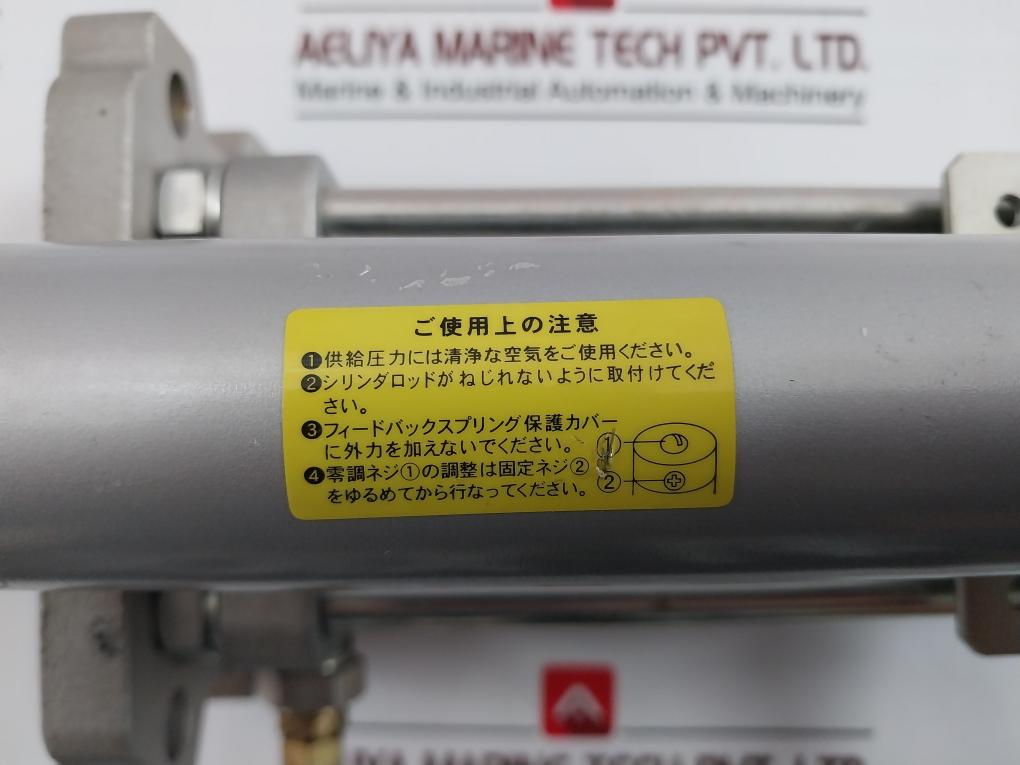 AELIYA MARINE TECH PVT. LTD.
Marine & Industrial Automation & Machinery
ご使用上の注意
❶供給圧力には清浄な空気をご使用ください。
❷シリンダロッドがねじれないように取付けてくだ
さい。
❸フィードバックスプリング保護カバー
に外力を加えないでください。
❹零調ネジ①の調整は固定ネジ②
をゆるめてから行なってください。
①
②
AELIYA MARINE TECH PVT. LTD.